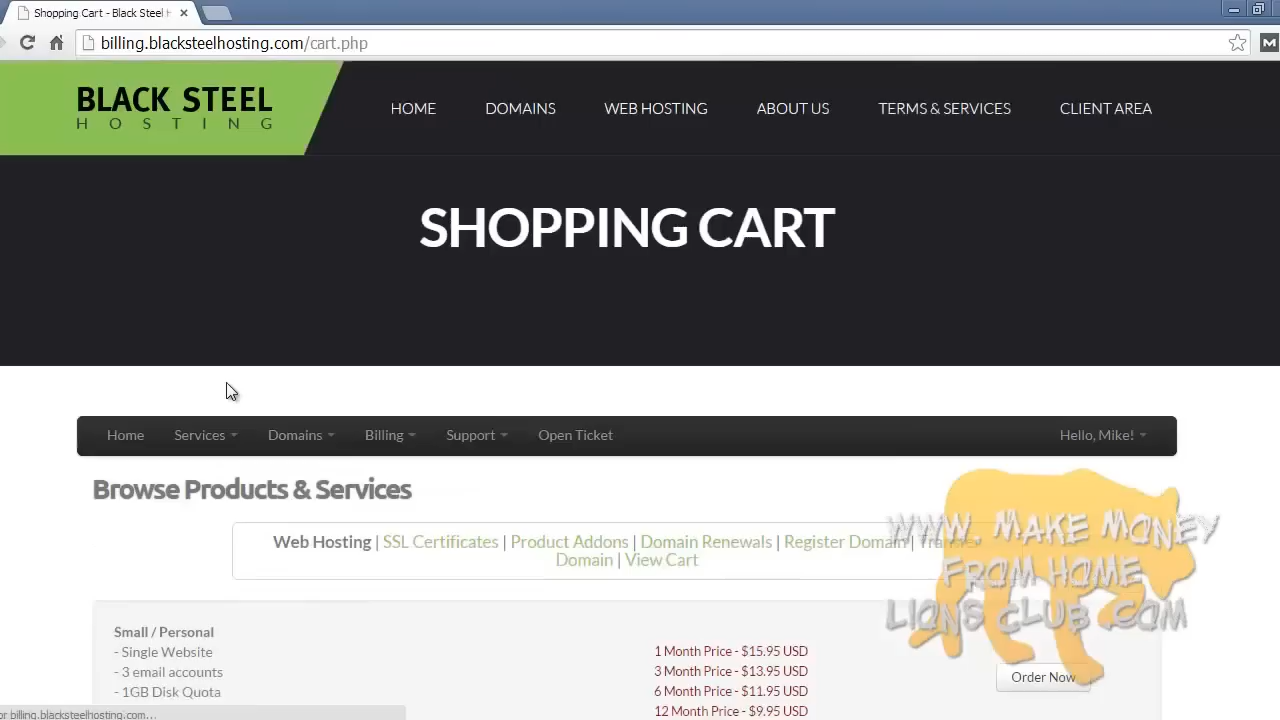 Shopping Cart - Black Steel H
billing.blacksteelhosting.com/cart.php
BLACK STEEL
HOSTING
HOME DOMAINS WEB HOSTING ABOUT US TERMS & SERVICES CLIENT AREA
SHOPPING CART
Home Services Domains Billing Support Open Ticket Hello, Mike!
Browse Products & Services
Web Hosting | SSL Certificates | Product Addons | Domain Renewals | Register Domain | Transfer
Domain | View Cart
WWW. MAKE MONEY
FROM HOME
LIONS CLUB .COM
Small / Personal
- Single Website
- 3 email accounts
- 1GB Disk Quota
1 Month Price - $15.95 USD
3 Month Price - $13.95 USD
6 Month Price - $11.95 USD
12 Month Price - $9.95 USD
Order Now
or billing.blacksteelhosting.com...